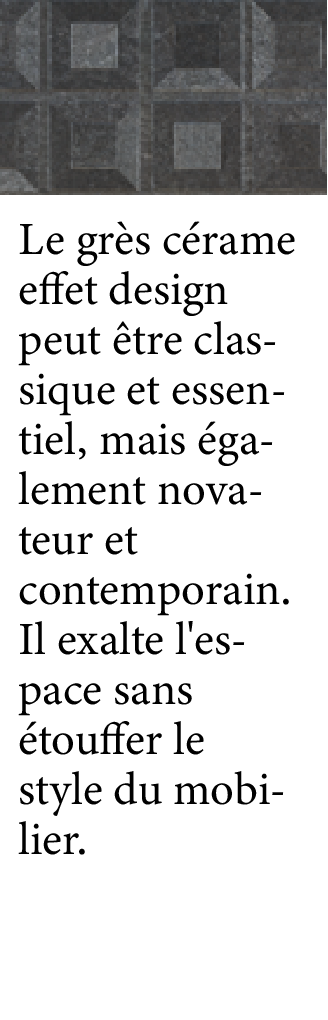 Le grès cérame
effet design
peut être clas-
sique et essen-
tiel, mais éga-
lement nova-
teur et
contemporain.
Il exalte l'es-
pace sans
étouffer le
style du mobi-
lier.